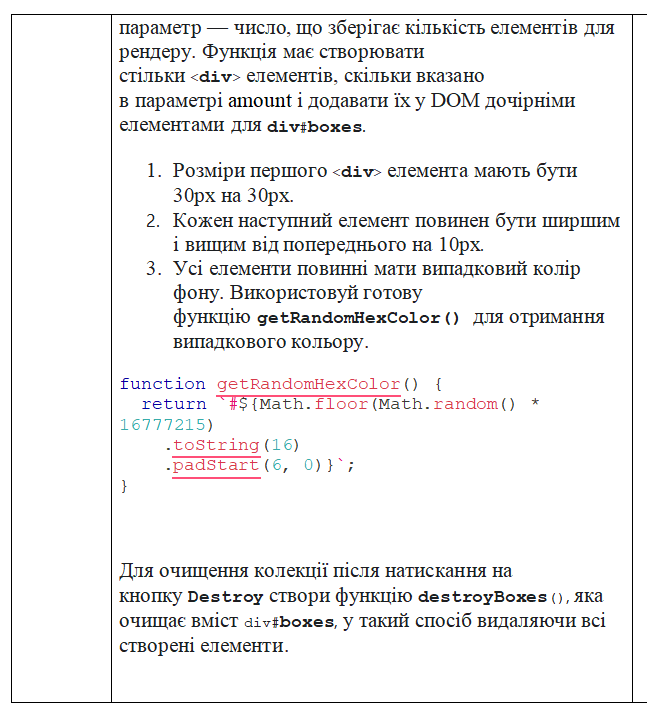 параметр — число, що зберігає кількість елементів для
рендеру. Функція має створювати
стільки <div> елементів, скільки вказано
в параметрі amount і додавати їх у DOM дочірніми
елементами для div#boxes.
1. Розміри першого <div> елемента мають бути
30px на 30px.
2. Кожен наступний елемент повинен бути ширшим
і вищим від попереднього на 10px.
3. Усі елементи повинні мати випадковий колір
фону. Використовуй готову
функцію getRandomHexColor() для отримання
випадкового кольору.
function getRandomHexColor() {
  return `#${Math.floor(Math.random() *
16777215)
    .toString(16)
    .padStart(6, 0)}`;
}
Для очищення колекції після натискання на
кнопку Destroy створи функцію destroyBoxes(), яка
очищає вміст div#boxes, у такий спосіб видаляючи всі
створені елементи.